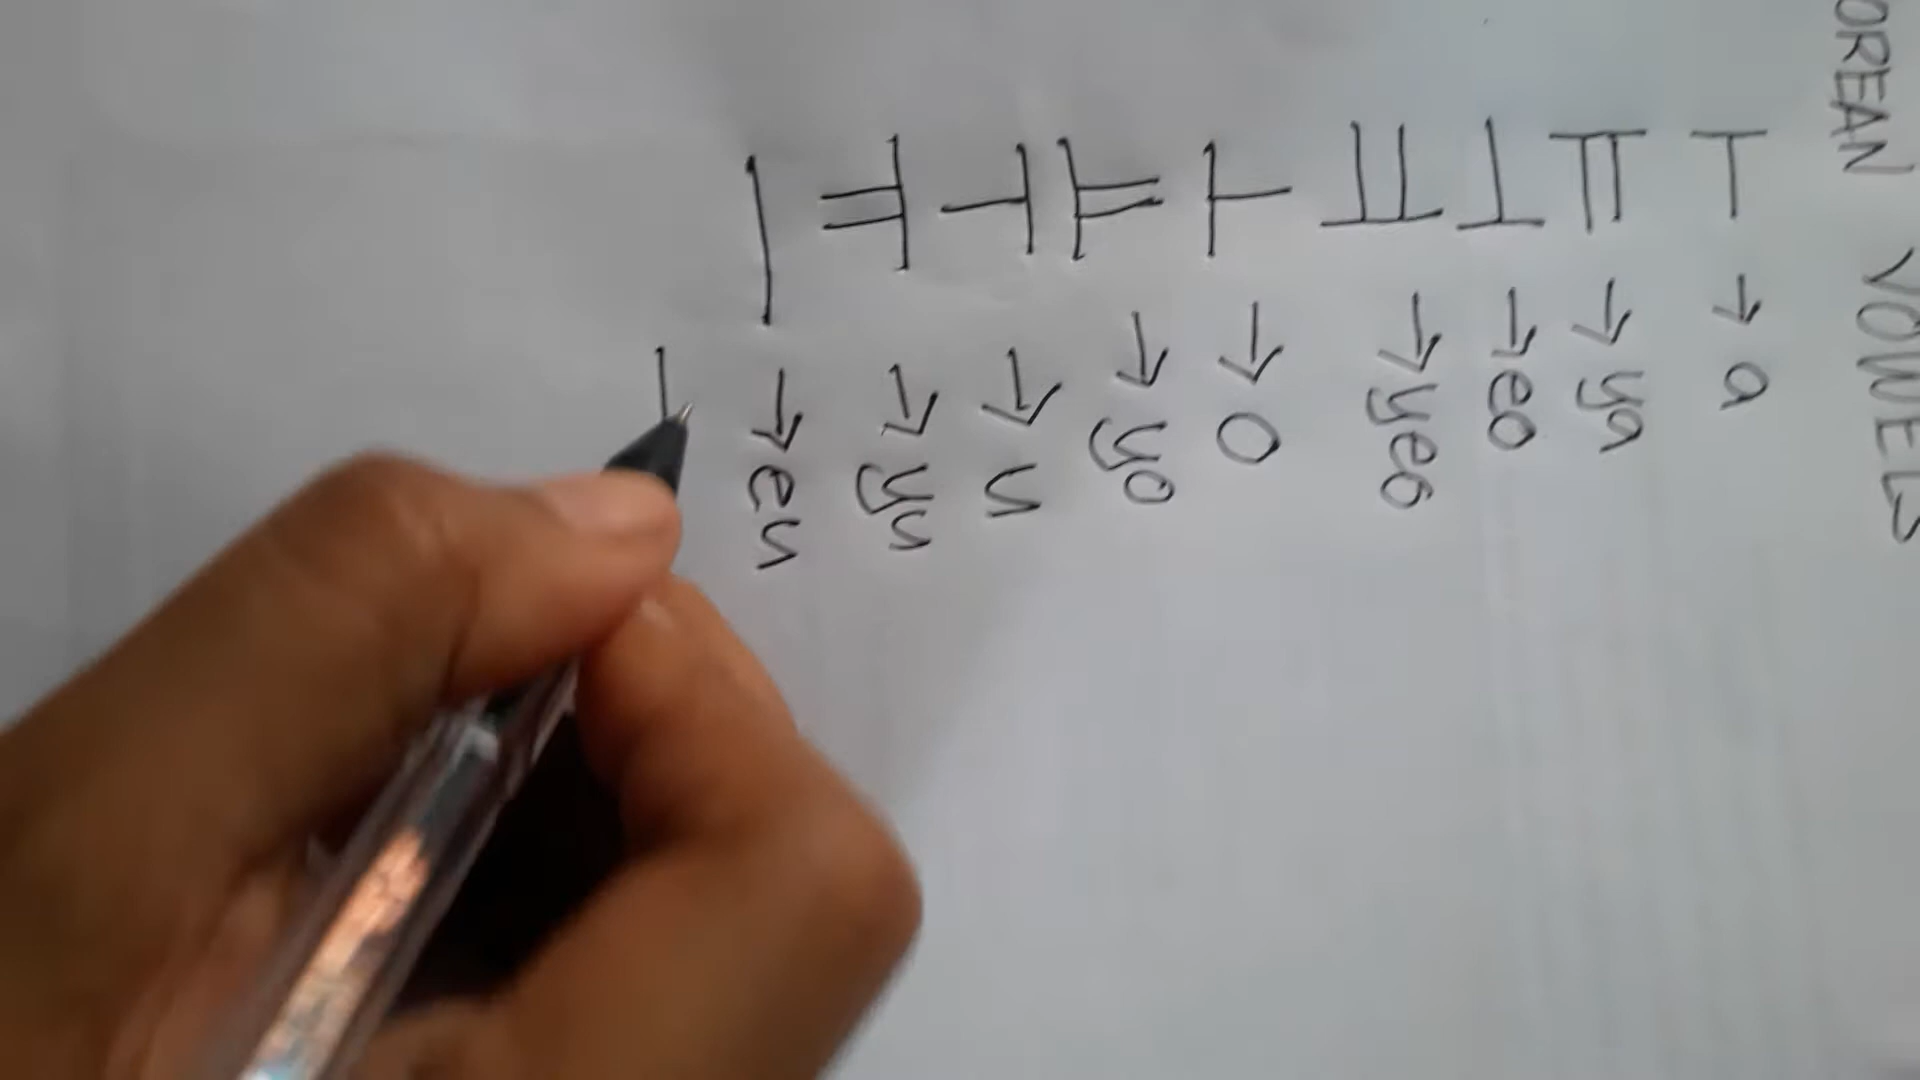 OREAN VOWELS
ㅏ → a
ㅑ → ya
ㅓ → eo
ㅕ → yeo
ㅗ → o
ㅛ → yo
ㅜ → u
ㅠ → yu
ㅡ → eu